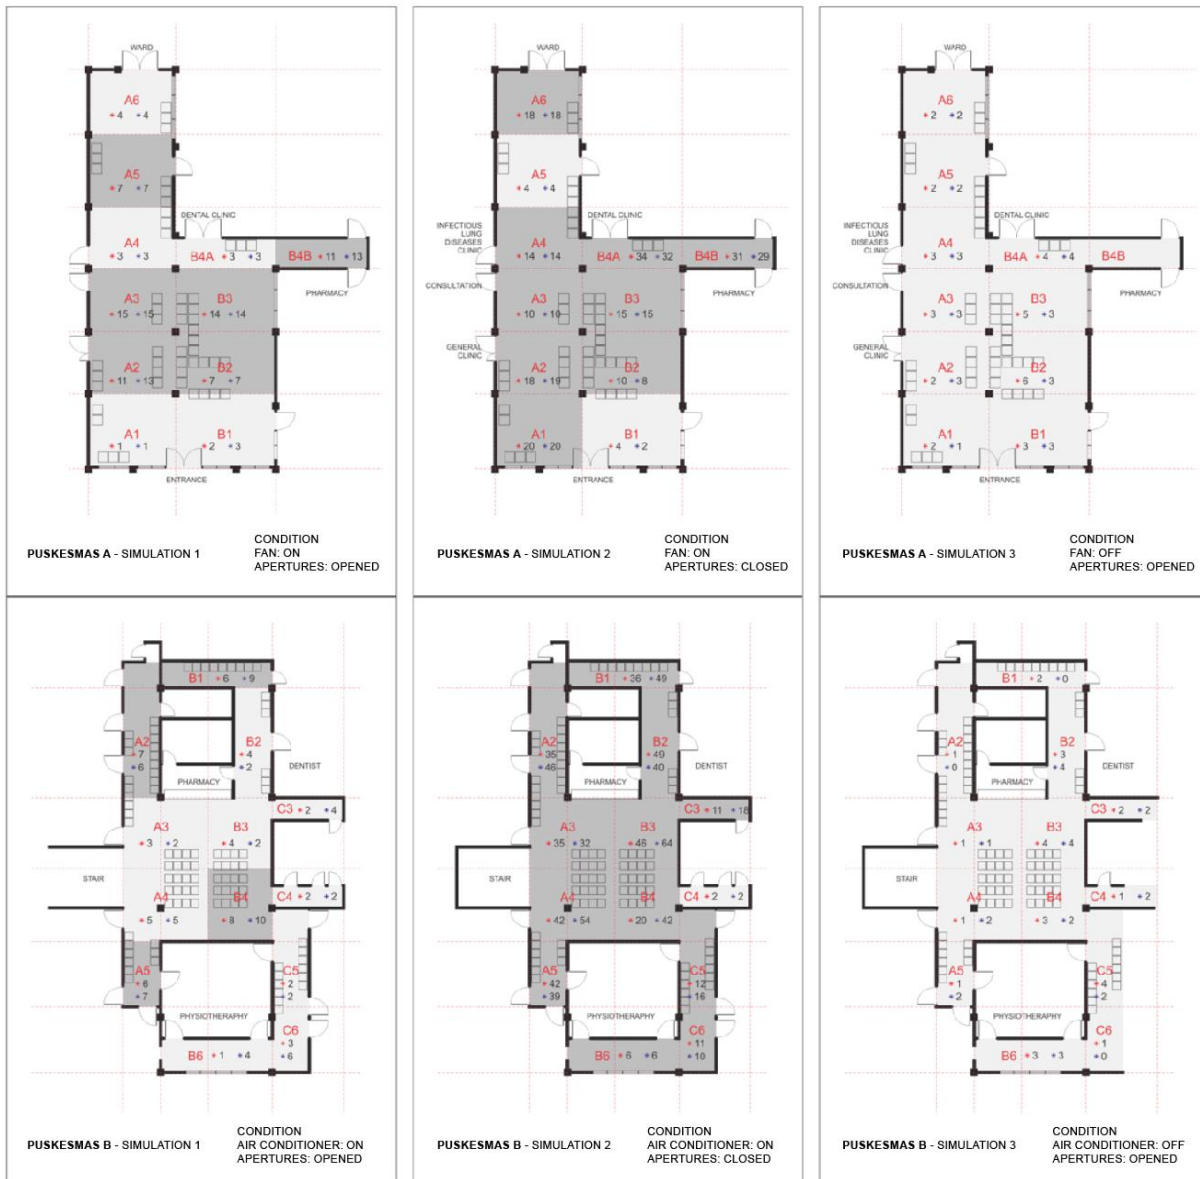 WARD
A6
4 4
A5
7 7
DENTAL CLINIC
A4
3 3
B4A
3 3
B4B
11 13
PHARMACY
A3
15 15
B3
14 14
A2
11 13
B2
7 7
A1
1 1
B1
2 3
ENTRANCE
PUSKESMAS A - SIMULATION 1
CONDITION
FAN: ON
APERTURES: OPENED
WARD
A6
18 18
A5
4 4
DENTAL CLINIC
INFECTIOUS
LUNG
DISEASES
CLINIC
A4
14 14
B4A
34 32
B4B
31 29
CONSULTATION
PHARMACY
A3
10 10
B3
15 15
GENERAL
CLINIC
A2
18 19
B2
10 8
A1
20 20
B1
4 2
ENTRANCE
PUSKESMAS A - SIMULATION 2
CONDITION
FAN: ON
APERTURES: CLOSED
WARD
A6
2 2
A5
2 2
DENTAL CLINIC
INFECTIOUS
LUNG
DISEASES
CLINIC
A4
3 3
B4A
4 4
B4B
CONSULTATION
PHARMACY
A3
3 3
B3
5 3
GENERAL
CLINIC
A2
2 3
B2
6 3
A1
2 1
B1
3 3
ENTRANCE
PUSKESMAS A - SIMULATION 3
CONDITION
FAN: OFF
APERTURES: OPENED
B1 6 9
A2
7
6
B2
4
2
DENTIST
PHARMACY
C3 2 4
A3
3 2
B3
4 2
STAIR
A4
5 5
B4
8 10
C4 2 2
A5
6
7
C5
2
2
PHYSIOTHERAPHY
C6
3
6
B6 1 4
PUSKESMAS B - SIMULATION 1
CONDITION
AIR CONDITIONER: ON
APERTURES: OPENED
B1 36 49
A2
35
46
B2
49
40
DENTIST
PHARMACY
C3 11 18
A3
35 32
B3
46 64
STAIR
A4
42 54
B4
20 42
C4 2 2
A5
42
39
C5
12
16
PHYSIOTHERAPHY
C6
11
10
B6 6 6
PUSKESMAS B - SIMULATION 2
CONDITION
AIR CONDITIONER: ON
APERTURES: CLOSED
B1 2 0
A2
1
0
B2
3
4
DENTIST
PHARMACY
C3 2 2
A3
1 1
B3
4 4
STAIR
A4
1 2
B4
3 2
C4 1 2
A5
1
2
C5
4
2
PHYSIOTHERAPHY
C6
1
0
B6 3 3
PUSKESMAS B - SIMULATION 3
CONDITION
AIR CONDITIONER: OFF
APERTURES: OPENED